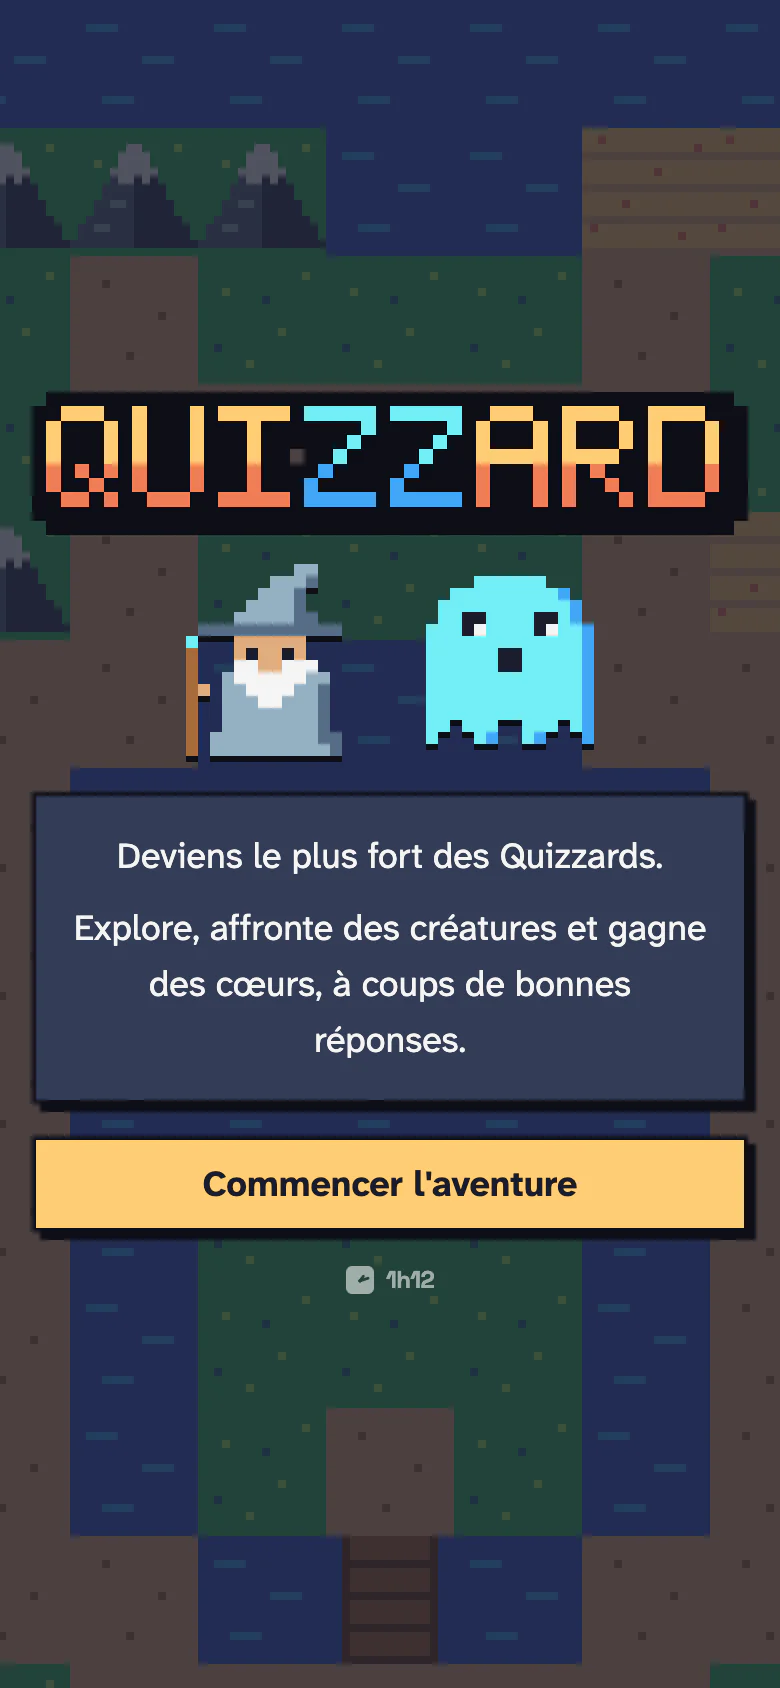 QUIZZARD
Deviens le plus fort des Quizzards.
Explore, affronte des créatures et gagne
des cœurs, à coups de bonnes
réponses.
Commencer l'aventure
1h12